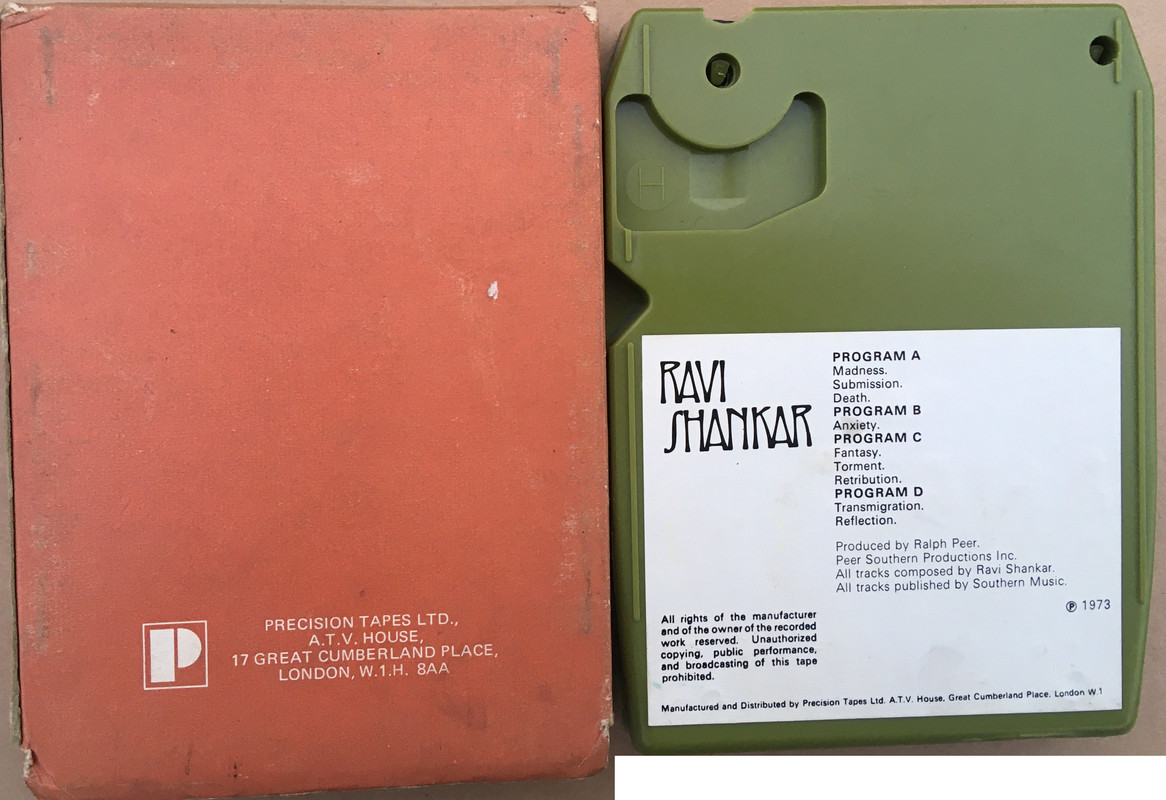 PRECISION TAPES LTD.,
A.T.V. HOUSE,
17 GREAT CUMBERLAND PLACE,
LONDON, W.1.H. 8AA
P
H
RAVI
SHANKAR
PROGRAM A
Madness.
Submission.
Death.
PROGRAM B
Anxiety.
PROGRAM C
Fantasy.
Torment.
Retribution.
PROGRAM D
Transmigration.
Reflection.
Produced by Ralph Peer.
Peer Southern Productions Inc.
All tracks composed by Ravi Shankar.
All tracks published by Southern Music.
℗ 1973
All rights of the manufacturer
and of the owner of the recorded
work reserved. Unauthorized
copying, public performance,
and broadcasting of this tape
prohibited.
Manufactured and Distributed by Precision Tapes Ltd. A.T.V. House, Great Cumberland Place, London W.1